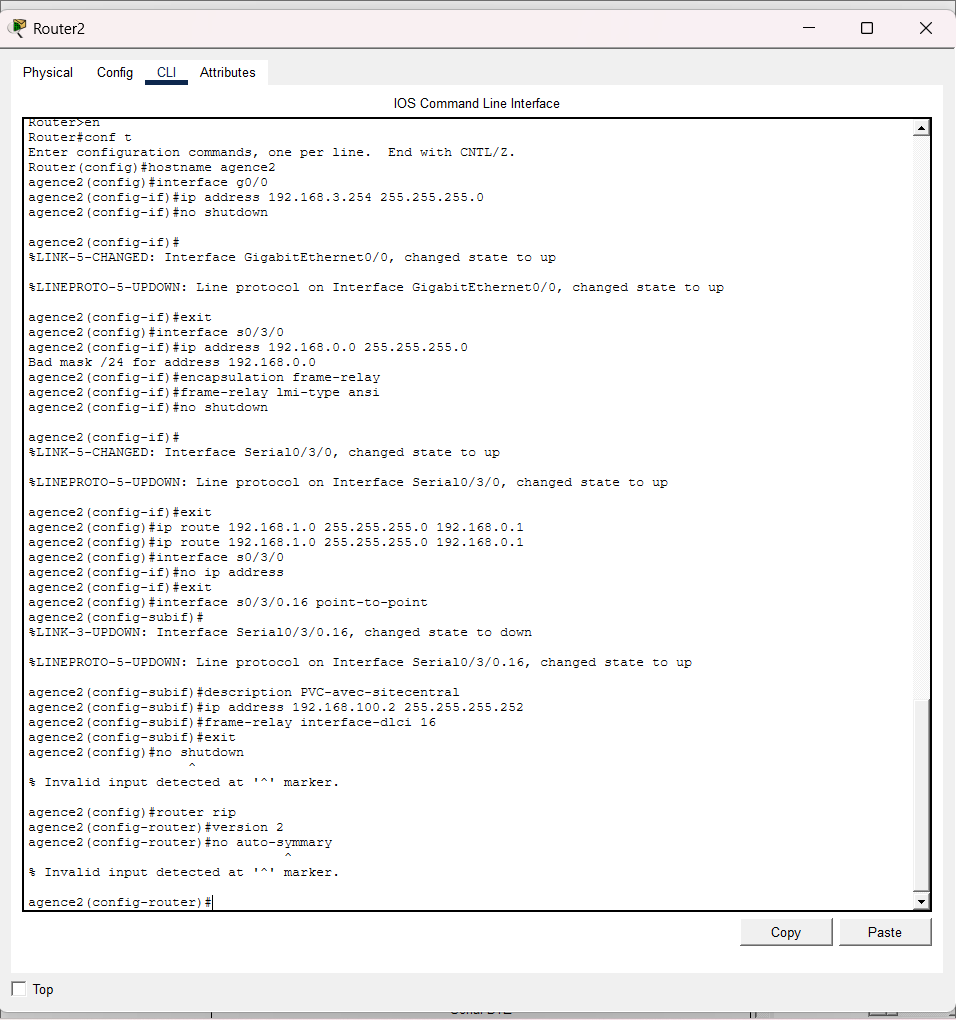 Router2
Physical Config CLI Attributes
IOS Command Line Interface
Router>en
Router#conf t
Enter configuration commands, one per line.  End with CNTL/Z.
Router(config)#hostname agence2
agence2(config)#interface g0/0
agence2(config-if)#ip address 192.168.3.254 255.255.255.0
agence2(config-if)#no shutdown
agence2(config-if)#
%LINK-5-CHANGED: Interface GigabitEthernet0/0, changed state to up
%LINEPROTO-5-UPDOWN: Line protocol on Interface GigabitEthernet0/0, changed state to up
agence2(config-if)#exit
agence2(config)#interface s0/3/0
agence2(config-if)#ip address 192.168.0.0 255.255.255.0
Bad mask /24 for address 192.168.0.0
agence2(config-if)#encapsulation frame-relay
agence2(config-if)#frame-relay lmi-type ansi
agence2(config-if)#no shutdown
agence2(config-if)#
%LINK-5-CHANGED: Interface Serial0/3/0, changed state to up
%LINEPROTO-5-UPDOWN: Line protocol on Interface Serial0/3/0, changed state to up
agence2(config-if)#exit
agence2(config)#ip route 192.168.1.0 255.255.255.0 192.168.0.1
agence2(config)#ip route 192.168.1.0 255.255.255.0 192.168.0.1
agence2(config)#interface s0/3/0
agence2(config-if)#no ip address
agence2(config-if)#exit
agence2(config)#interface s0/3/0.16 point-to-point
agence2(config-subif)#
%LINK-3-UPDOWN: Interface Serial0/3/0.16, changed state to down
%LINEPROTO-5-UPDOWN: Line protocol on Interface Serial0/3/0.16, changed state to up
agence2(config-subif)#description PVC-avec-sitecentral
agence2(config-subif)#ip address 192.168.100.2 255.255.255.252
agence2(config-subif)#frame-relay interface-dlci 16
agence2(config-subif)#exit
agence2(config)#no shutdown
^
% Invalid input detected at '^' marker.
agence2(config)#router rip
agence2(config-router)#version 2
agence2(config-router)#no auto-symmary
^
% Invalid input detected at '^' marker.
agence2(config-router)#
Copy Paste
Top